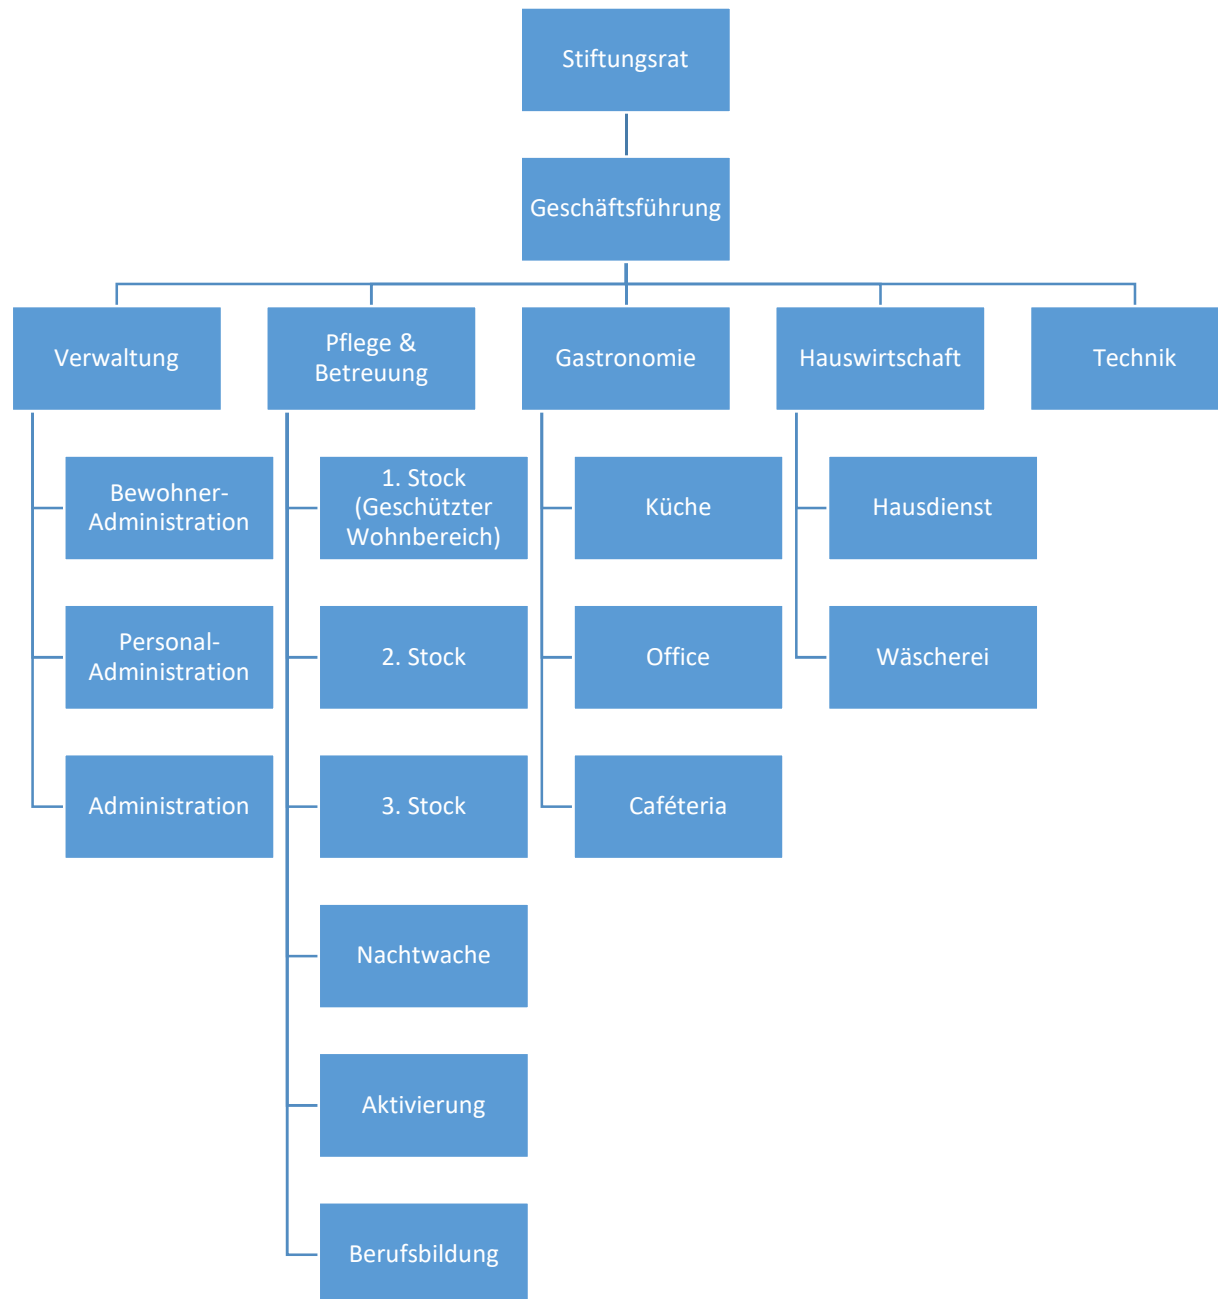 Stiftungsrat
Geschäftsführung
Verwaltung
Pflege &
Betreuung
Gastronomie
Hauswirtschaft
Technik
Bewohner-
Administration
1. Stock
(Geschützter
Wohnbereich)
Küche
Hausdienst
Personal-
Administration
2. Stock
Office
Wäscherei
Administration
3. Stock
Caféteria
Nachtwache
Aktivierung
Berufsbildung